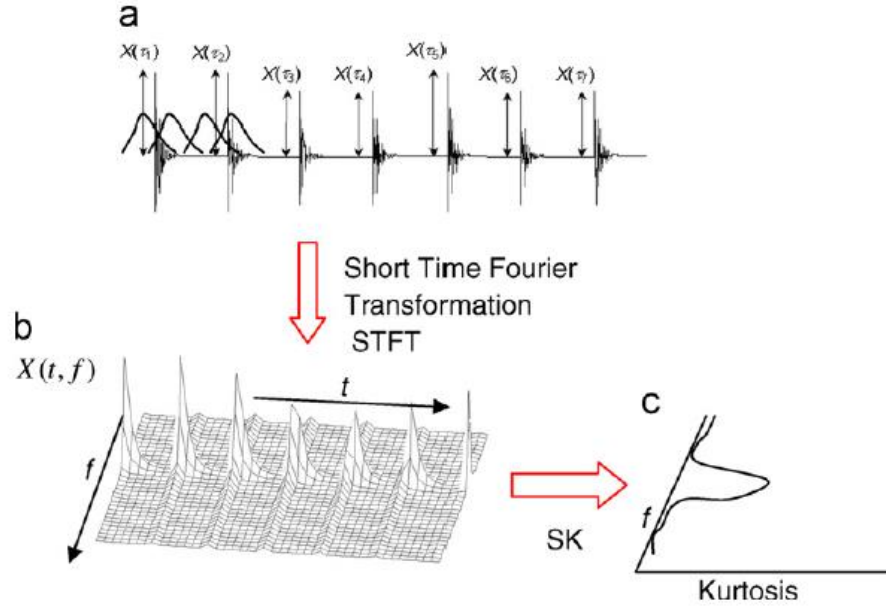 a
X(τ₁) X(τ₂) X(τ₃) X(τ₄) X(τ₅) X(τ₆) X(τ₇)
Short Time Fourier
Transformation
STFT
b
X(t, f)
t
f
SK
c
f
Kurtosis